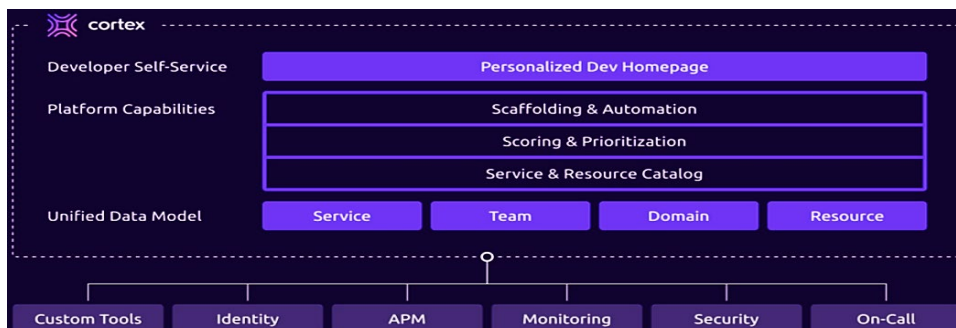 cortex
Developer Self-Service Personalized Dev Homepage
Platform Capabilities Scaffolding & Automation
Scoring & Prioritization
Service & Resource Catalog
Unified Data Model Service Team Domain Resource
Custom Tools Identity APM Monitoring Security On-Call